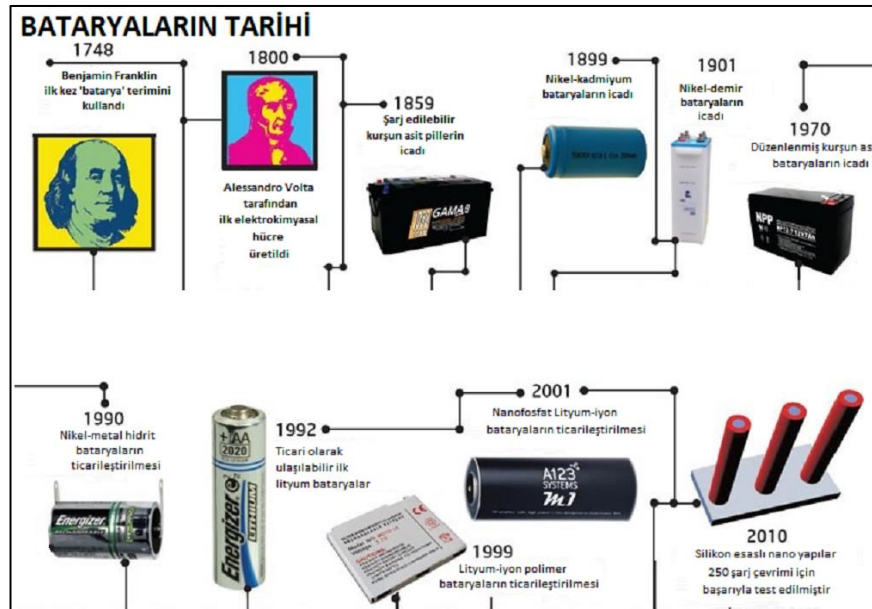 BATARYALARIN TARİHİ
1748
Benjamin Franklin
ilk kez 'batarya' terimini
kullandı
1800
Alessandro Volta
tarafından
ilk elektrokimyasal
hücre
üretildi
1859
Şarj edilebilir
kurşun asit pillerin
icadı
GAMA
1899
Nikel-kadmiyum
bataryaların icadı
1901
Nikel-demir
bataryaların
icadı
1970
Düzenlenmiş kurşun as
bataryaların icadı
NPP
1990
Nikel-metal hidrit
bataryaların
ticarileştirilmesi
Energizer
+AA
2020
Energizer
LITHIUM
1992
Ticari olarak
ulaşılabilir ilk
lityum bataryalar
1999
Lityum-iyon polimer
bataryaların ticarileştirilmesi
2001
Nanofosfat Lityum-iyon
bataryaların ticarileştirilmesi
A123
SYSTEMS
M1
2010
Silikon esaslı nano yapılar
250 şarj çevrimi için
başarıyla test edilmiştir